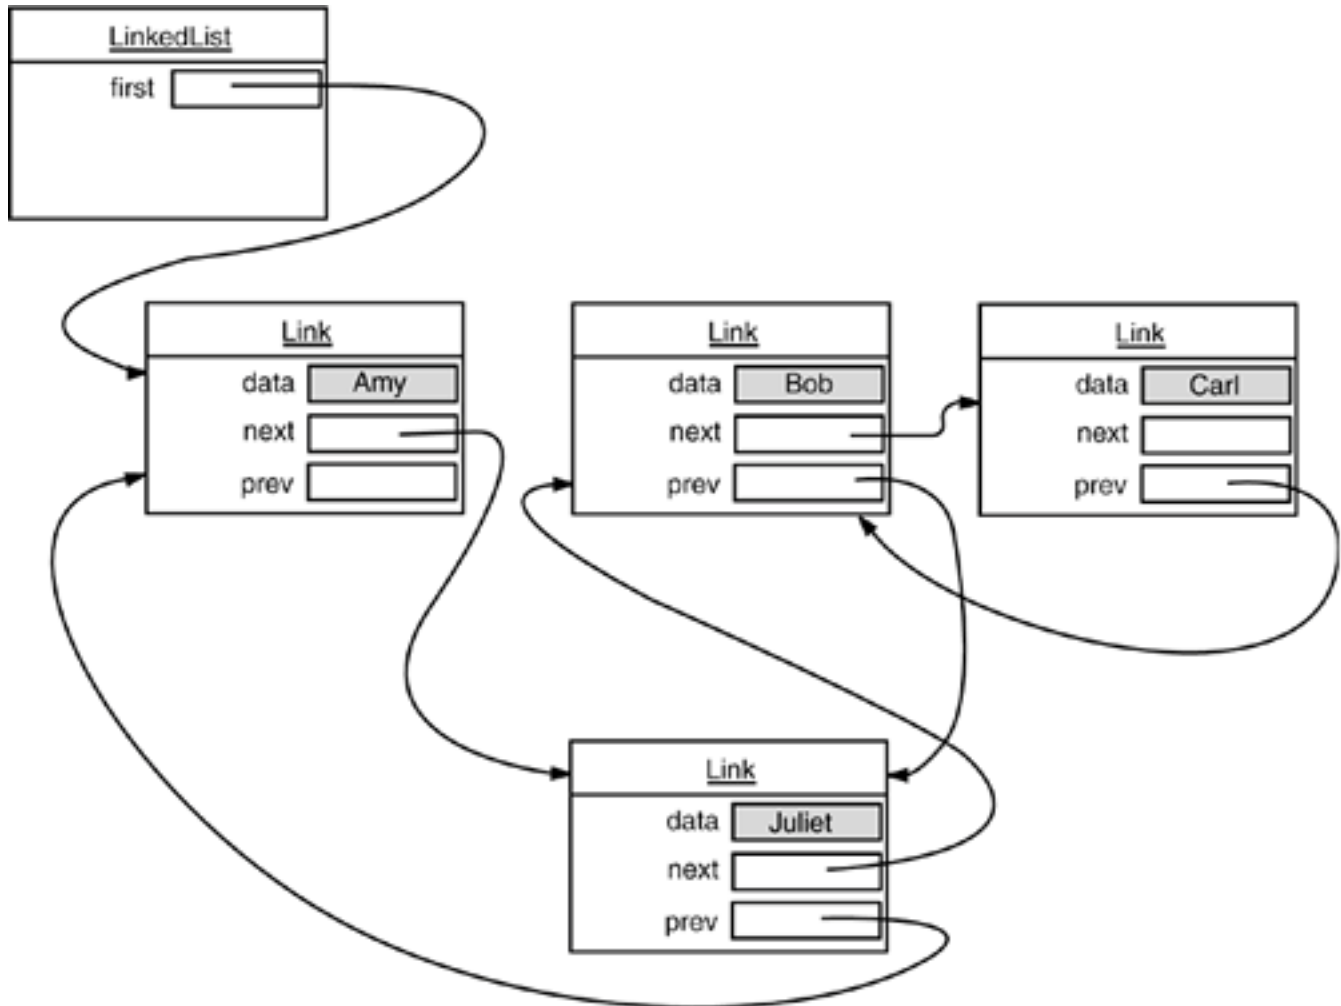 LinkedList
first
Link
data Amy
next
prev
Link
data Bob
next
prev
Link
data Carl
next
prev
Link
data Juliet
next
prev